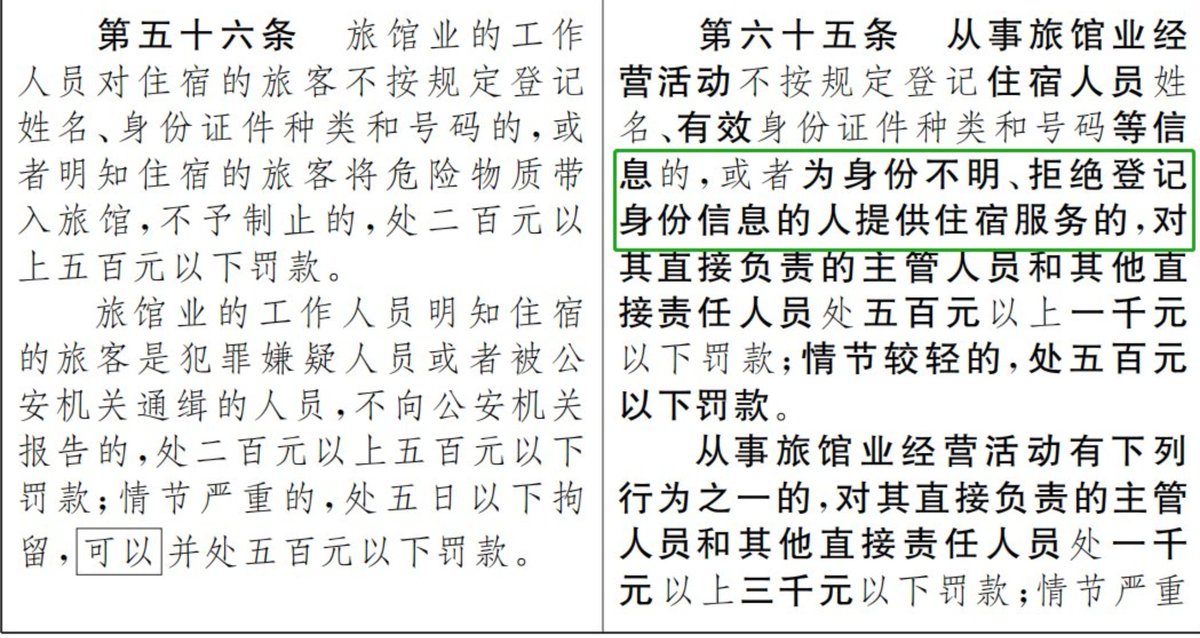 第五十六条　旅馆业的工作
人员对住宿的旅客不按规定登记
姓名、身份证件种类和号码的,或
者明知住宿的旅客将危险物质带
入旅馆,不予制止的,处二百元以
上五百元以下罚款。
旅馆业的工作人员明知住宿
的旅客是犯罪嫌疑人员或者被公
安机关通缉的人员,不向公安机关
报告的,处二百元以上五百元以下
罚款;情节严重的,处五日以下拘
留,可以并处五百元以下罚款。
第六十五条　从事旅馆业经
营活动不按规定登记住宿人员姓
名、有效身份证件种类和号码等信
息的,或者为身份不明、拒绝登记
身份信息的人提供住宿服务的,对
其直接负责的主管人员和其他直
接责任人员处五百元以上一千元
以下罚款;情节较轻的,处五百元
以下罚款。
从事旅馆业经营活动有下列
行为之一的,对其直接负责的主管
人员和其他直接责任人员处一千
元以上三千元以下罚款;情节严重